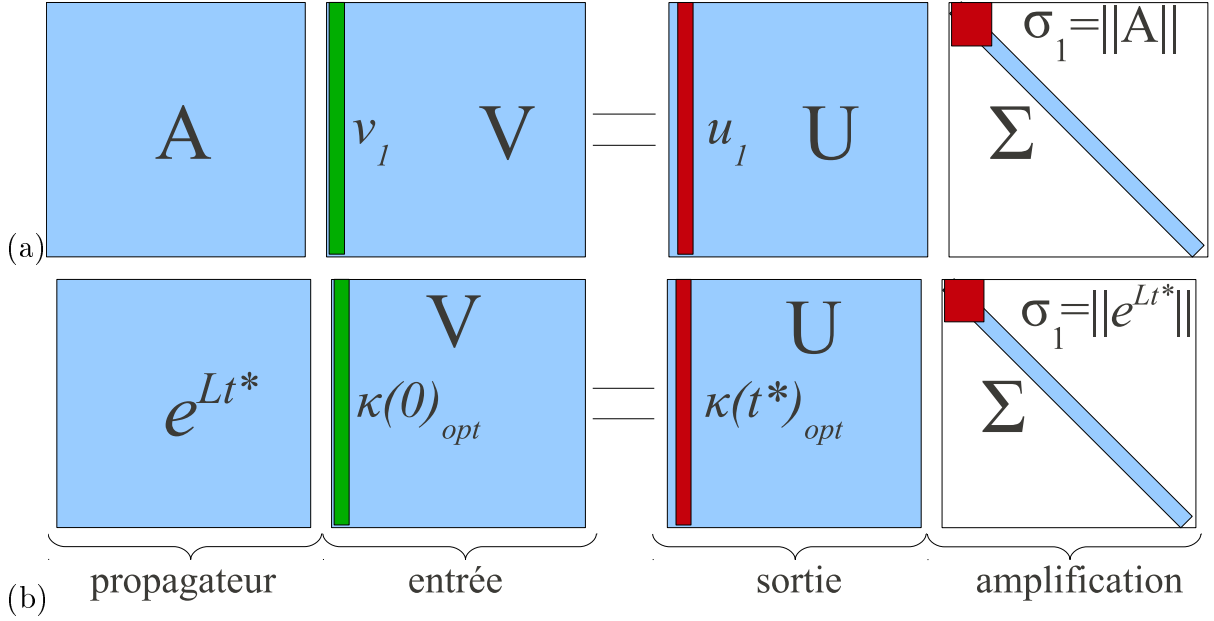 A v₁ V = u₁ U Σ σ₁=||A||
(a)
e^{Lt*} κ(0)_{opt} V = κ(t*)_{opt} U Σ σ₁=||e^{Lt*}||
propagateur entrée sortie amplification
(b)